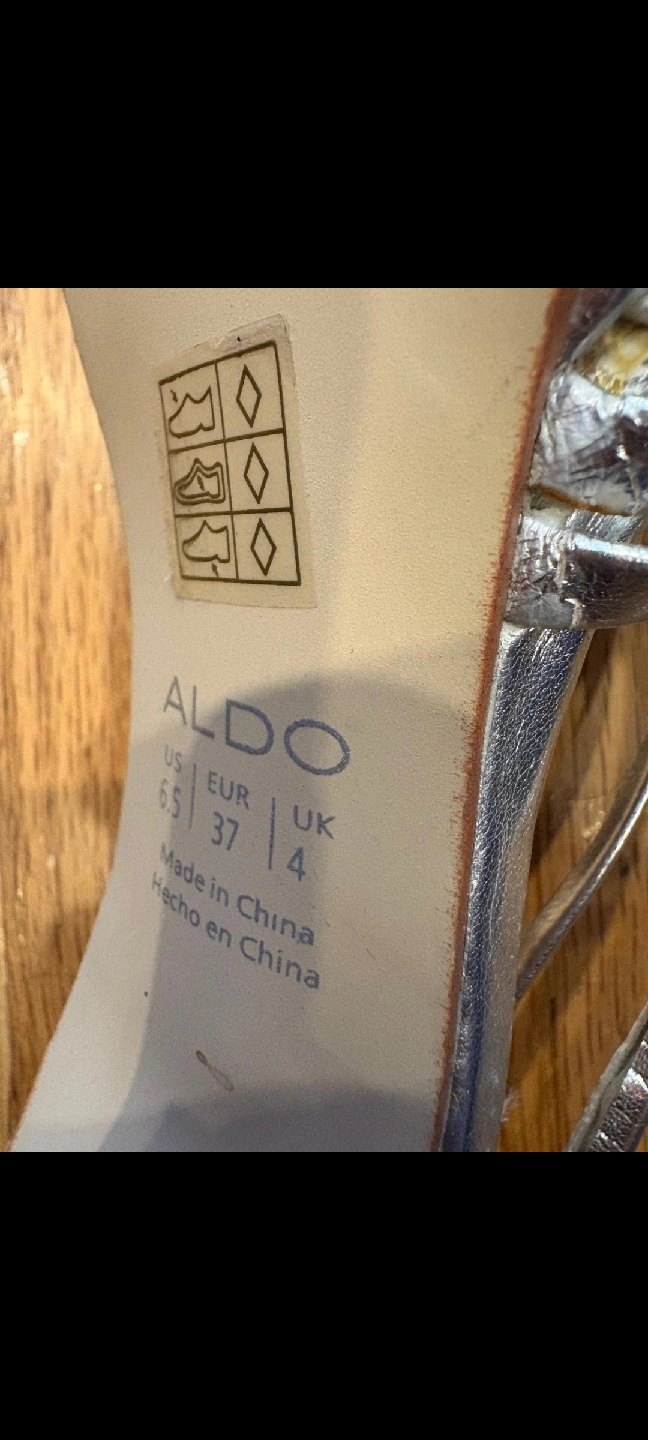 ALDO
US EUR UK
6.5 37 4
Made in China
Hecho en China